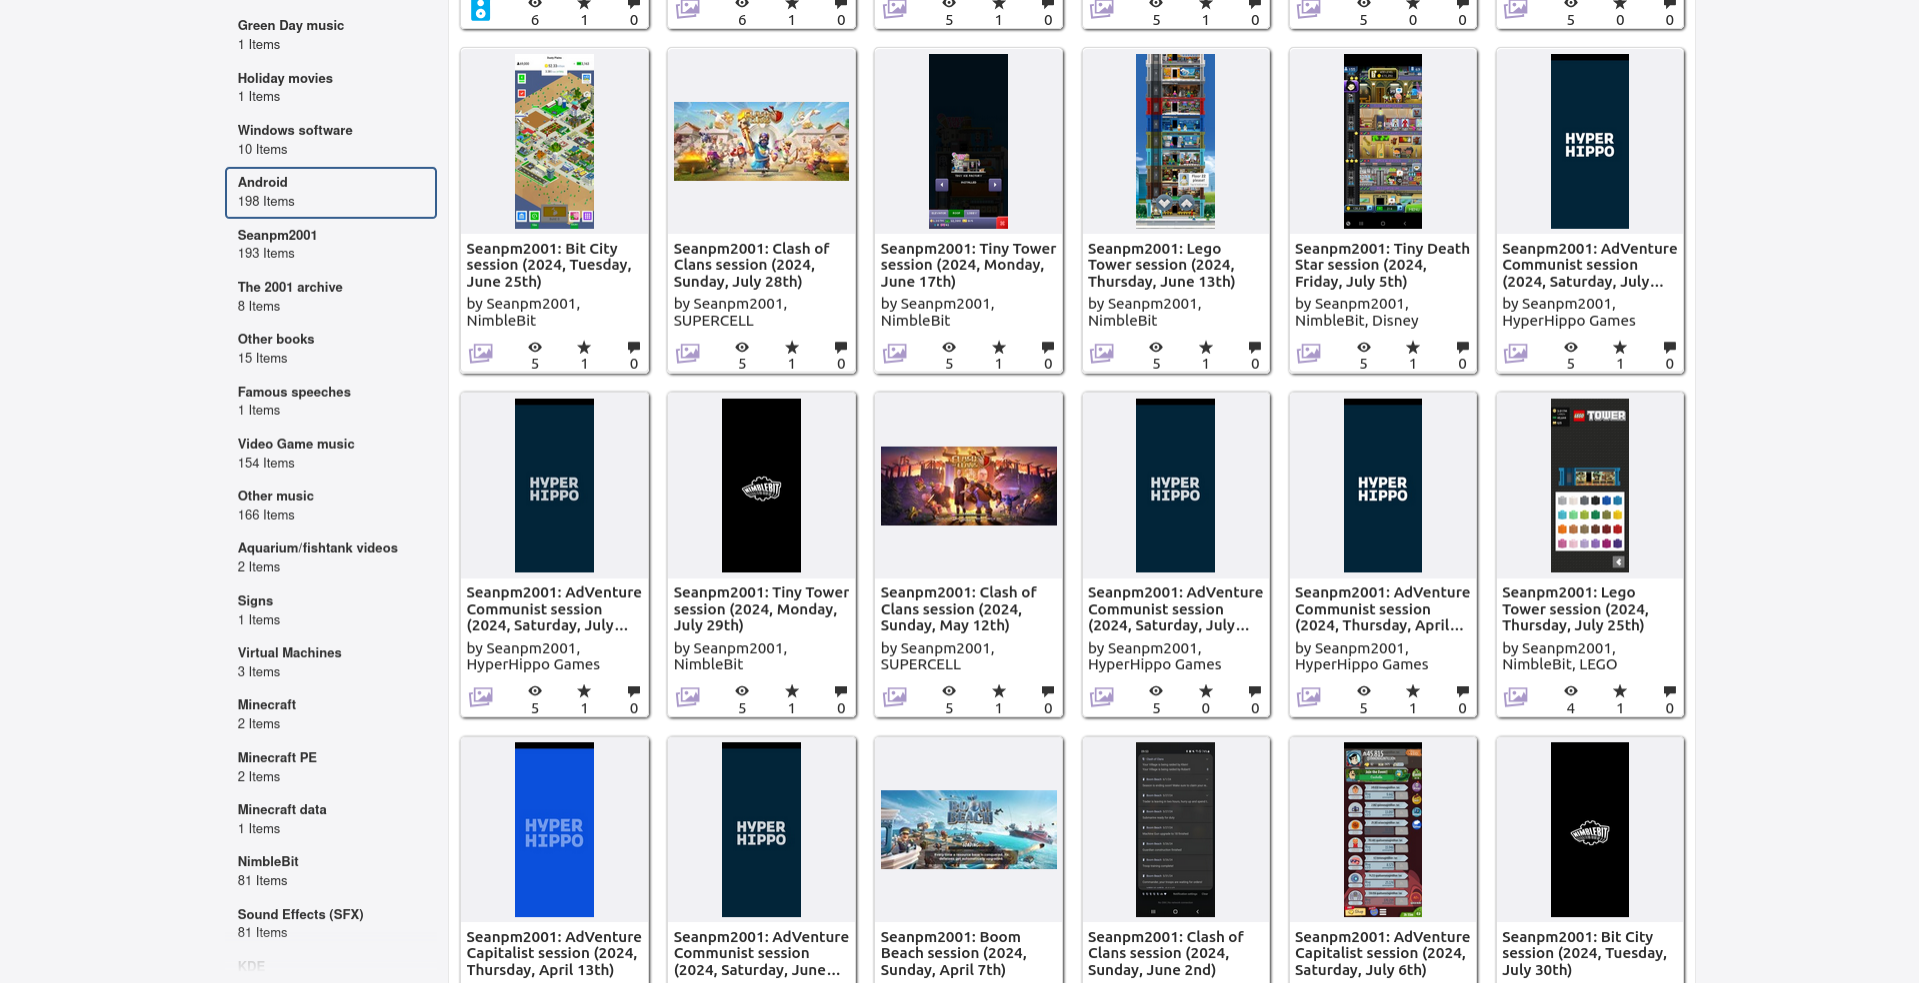 Green Day music
1 Items
Holiday movies
1 Items
Windows software
10 Items
Android
198 Items
Seanpm2001
193 Items
The 2001 archive
8 Items
Other books
15 Items
Famous speeches
1 Items
Video Game music
154 Items
Other music
166 Items
Aquarium/fishtank videos
2 Items
Signs
1 Items
Virtual Machines
3 Items
Minecraft
2 Items
Minecraft PE
2 Items
Minecraft data
1 Items
NimbleBit
81 Items
Sound Effects (SFX)
81 Items
KDE
6 1 0
6 1 0
5 1 0
5 1 0
5 0 0
5 0 0
Seanpm2001: Bit City
session (2024, Tuesday,
June 25th)
by Seanpm2001,
NimbleBit
5 1 0
Seanpm2001: Clash of
Clans session (2024,
Sunday, July 28th)
by Seanpm2001,
SUPERCELL
5 1 0
Seanpm2001: Tiny Tower
session (2024, Monday,
June 17th)
by Seanpm2001,
NimbleBit
5 1 0
Seanpm2001: Lego
Tower session (2024,
Thursday, June 13th)
by Seanpm2001,
NimbleBit
5 1 0
Seanpm2001: Tiny Death
Star session (2024,
Friday, July 5th)
by Seanpm2001,
NimbleBit, Disney
5 1 0
HYPER
HIPPO
Seanpm2001: AdVenture
Communist session
(2024, Saturday, July...
by Seanpm2001,
HyperHippo Games
5 1 0
HYPER
HIPPO
Seanpm2001: AdVenture
Communist session
(2024, Saturday, July...
by Seanpm2001,
HyperHippo Games
5 1 0
NIMBLEBIT
Seanpm2001: Tiny Tower
session (2024, Monday,
July 29th)
by Seanpm2001,
NimbleBit
5 1 0
Seanpm2001: Clash of
Clans session (2024,
Sunday, May 12th)
by Seanpm2001,
SUPERCELL
5 1 0
HYPER
HIPPO
Seanpm2001: AdVenture
Communist session
(2024, Saturday, July...
by Seanpm2001,
HyperHippo Games
5 0 0
HYPER
HIPPO
Seanpm2001: AdVenture
Communist session
(2024, Thursday, April...
by Seanpm2001,
HyperHippo Games
5 1 0
LEGO TOWER
Seanpm2001: Lego
Tower session (2024,
Thursday, July 25th)
by Seanpm2001,
NimbleBit, LEGO
4 1 0
HYPER
HIPPO
Seanpm2001: AdVenture
Capitalist session (2024,
Thursday, April 13th)
HYPER
HIPPO
Seanpm2001: AdVenture
Communist session
(2024, Saturday, June...
BOOM
BEACH
Seanpm2001: Boom
Beach session (2024,
Sunday, April 7th)
Seanpm2001: Clash of
Clans session (2024,
Sunday, June 2nd)
Seanpm2001: AdVenture
Capitalist session (2024,
Saturday, July 6th)
NIMBLEBIT
Seanpm2001: Bit City
session (2024, Tuesday,
July 30th)